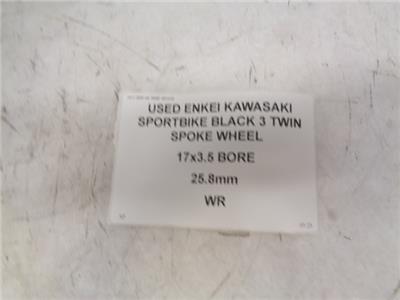 USED ENKEI KAWASAKI
SPORTBIKE BLACK 3 TWIN
SPOKE WHEEL
17x3.5 BORE
25.8mm
WR